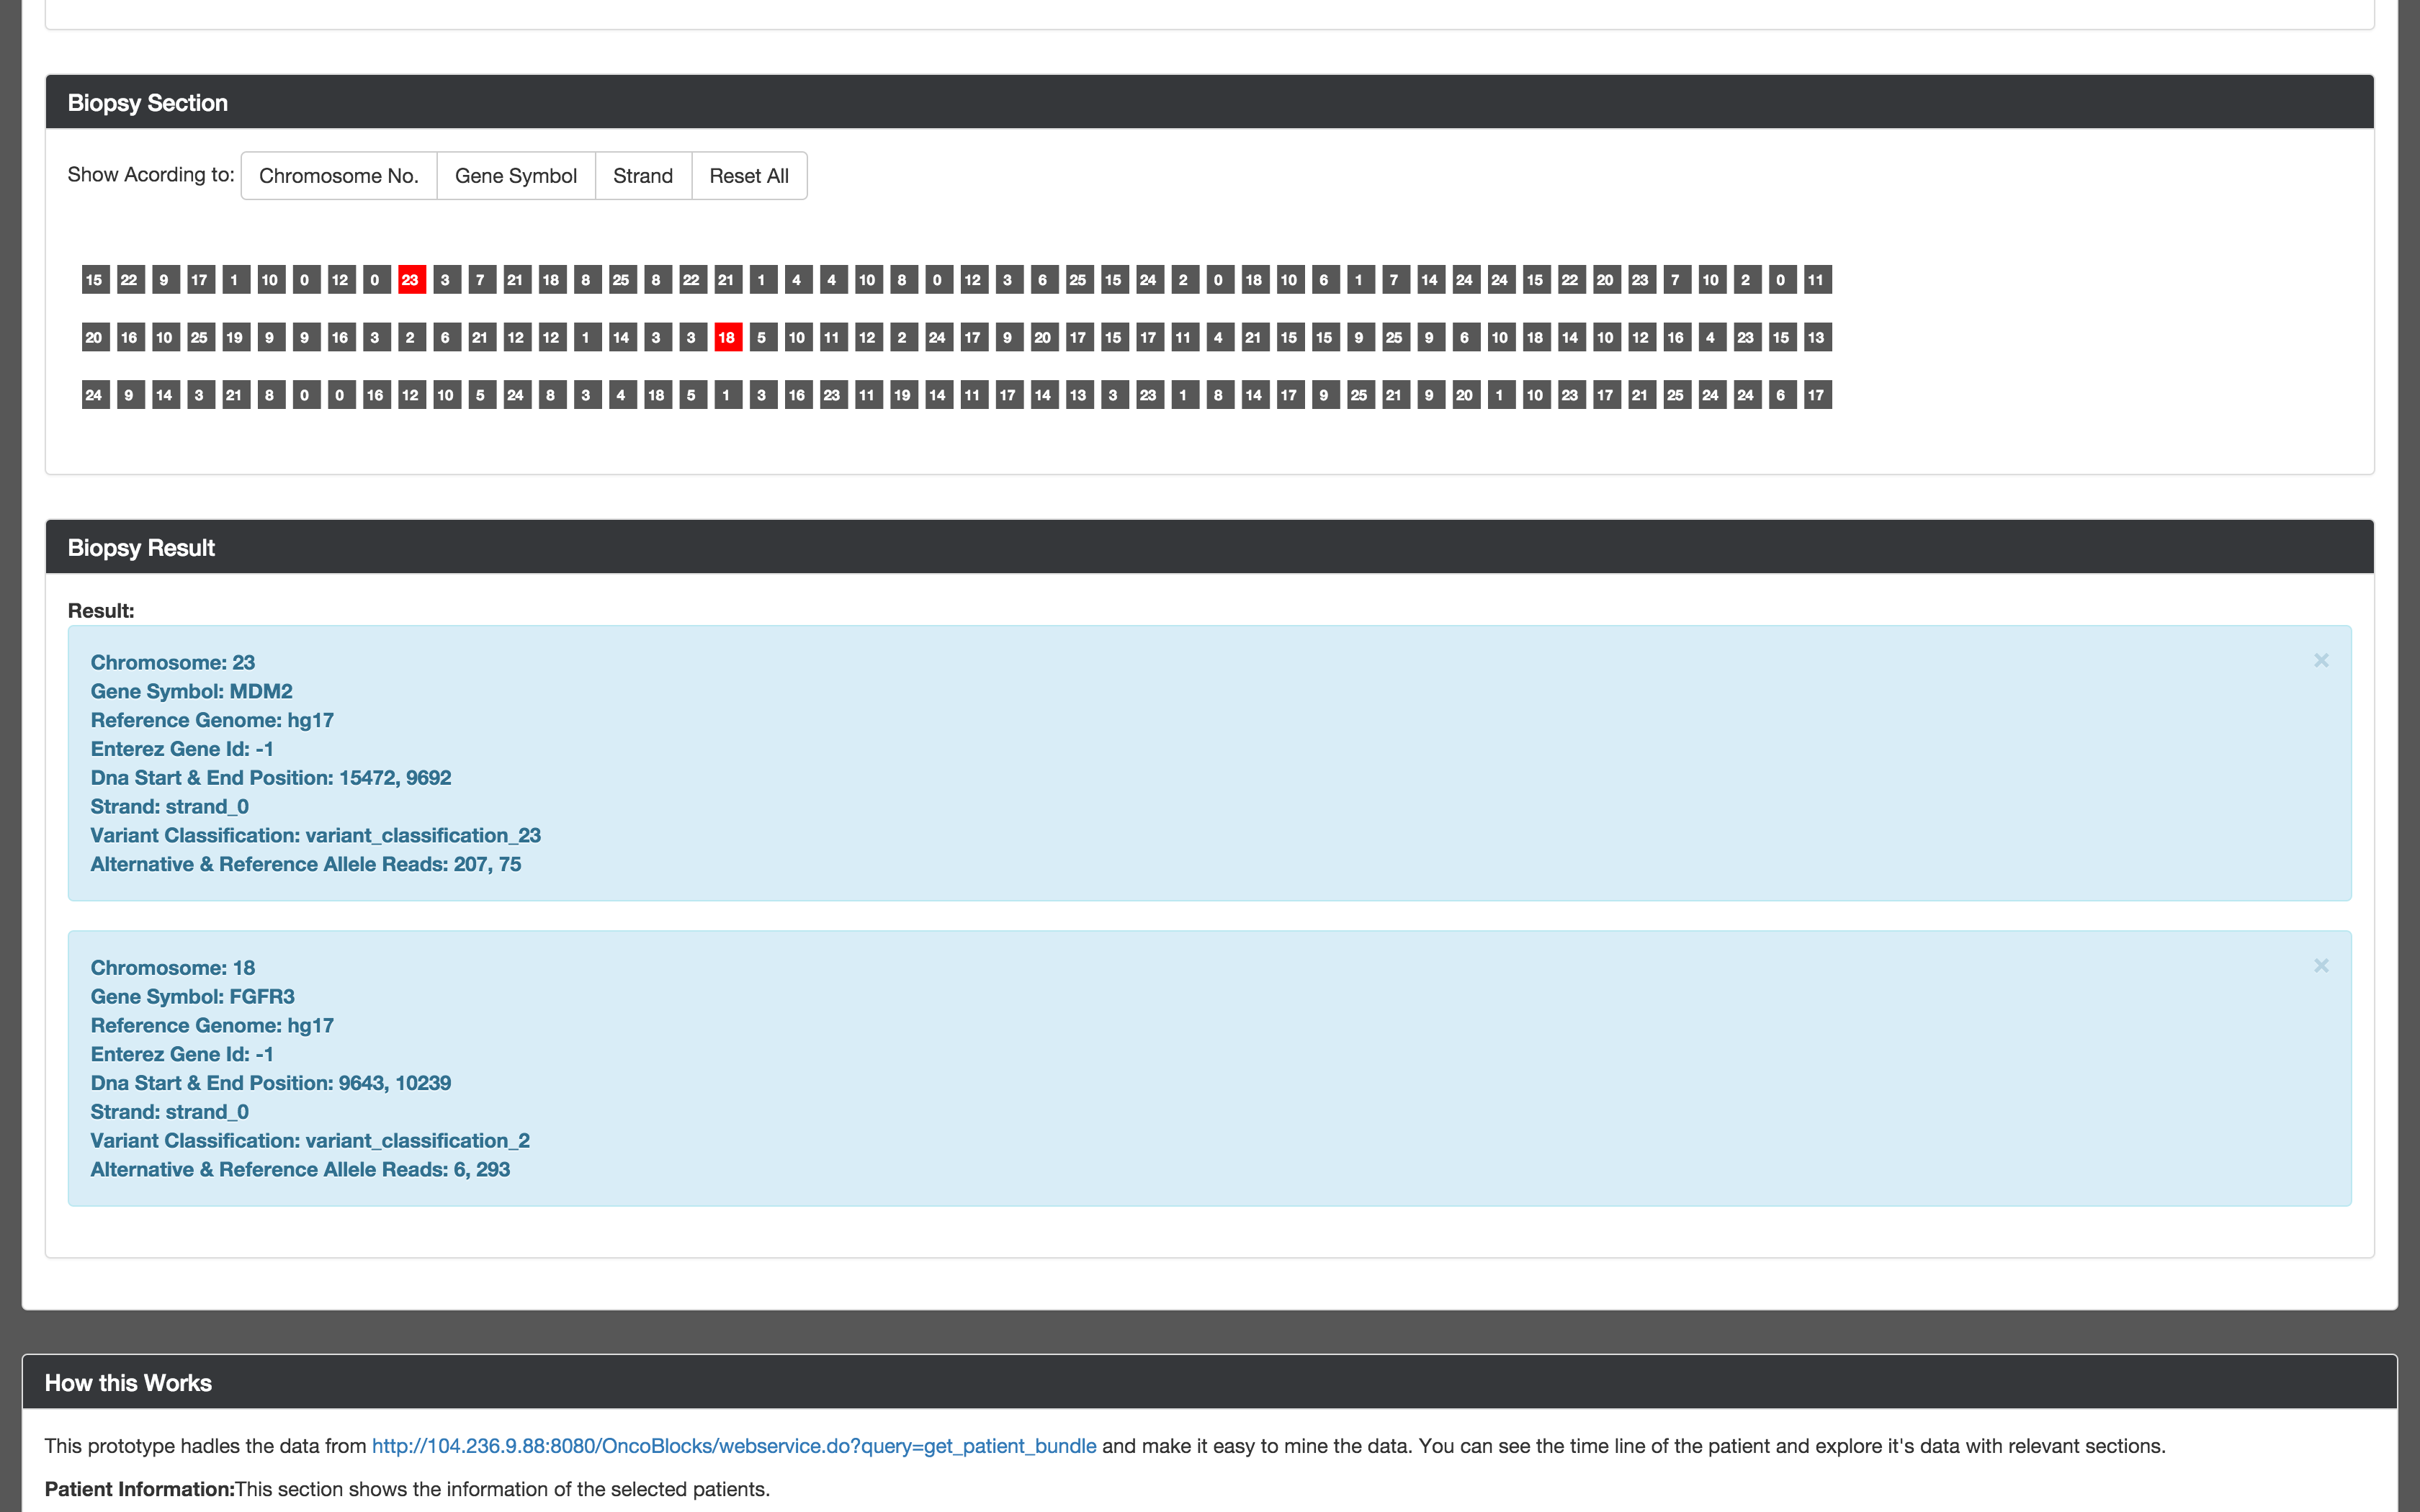 Biopsy Section
Show Acording to: Chromosome No. Gene Symbol Strand Reset All
15 22 9 17 1 10 0 12 0 23 3 7 21 18 8 25 8 22 21 1 4 4 10 8 0 12 3 6 25 15 24 2 0 18 10 6 1 7 14 24 24 15 22 20 23 7 10 2 0 11
20 16 10 25 19 9 9 16 3 2 6 21 12 12 1 14 3 3 18 5 10 11 12 2 24 17 9 20 17 15 17 11 4 21 15 15 9 25 9 6 10 18 14 10 12 16 4 23 15 13
24 9 14 3 21 8 0 0 16 12 10 5 24 8 3 4 18 5 1 3 16 23 11 19 14 11 17 14 13 3 23 1 8 14 17 9 25 21 9 20 1 10 23 17 21 25 24 24 6 17
Biopsy Result
Result:
Chromosome: 23 ×
Gene Symbol: MDM2
Reference Genome: hg17
Enterez Gene Id: -1
Dna Start & End Position: 15472, 9692
Strand: strand_0
Variant Classification: variant_classification_23
Alternative & Reference Allele Reads: 207, 75
Chromosome: 18 ×
Gene Symbol: FGFR3
Reference Genome: hg17
Enterez Gene Id: -1
Dna Start & End Position: 9643, 10239
Strand: strand_0
Variant Classification: variant_classification_2
Alternative & Reference Allele Reads: 6, 293
How this Works
This prototype hadles the data from http://104.236.9.88:8080/OncoBlocks/webservice.do?query=get_patient_bundle and make it easy to mine the data. You can see the time line of the patient and explore it's data with relevant sections.
Patient Information:This section shows the information of the selected patients.